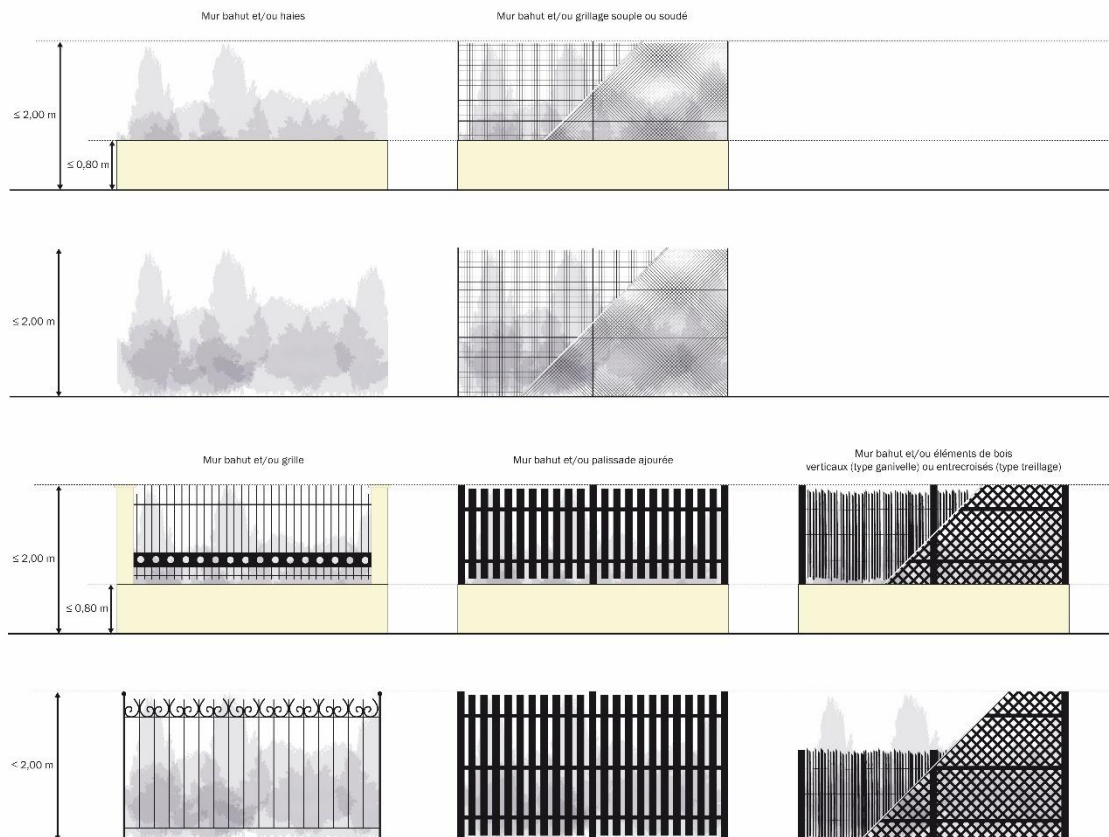 Mur bahut et/ou haies
Mur bahut et/ou grillage souple ou soudé
≤ 2,00 m
≤ 0,80 m
≤ 2,00 m
Mur bahut et/ou grille
Mur bahut et/ou palissade ajourée
Mur bahut et/ou éléments de bois
verticaux (type ganivelle) ou entrecroisés (type treillage)
≤ 2,00 m
≤ 0,80 m
< 2,00 m